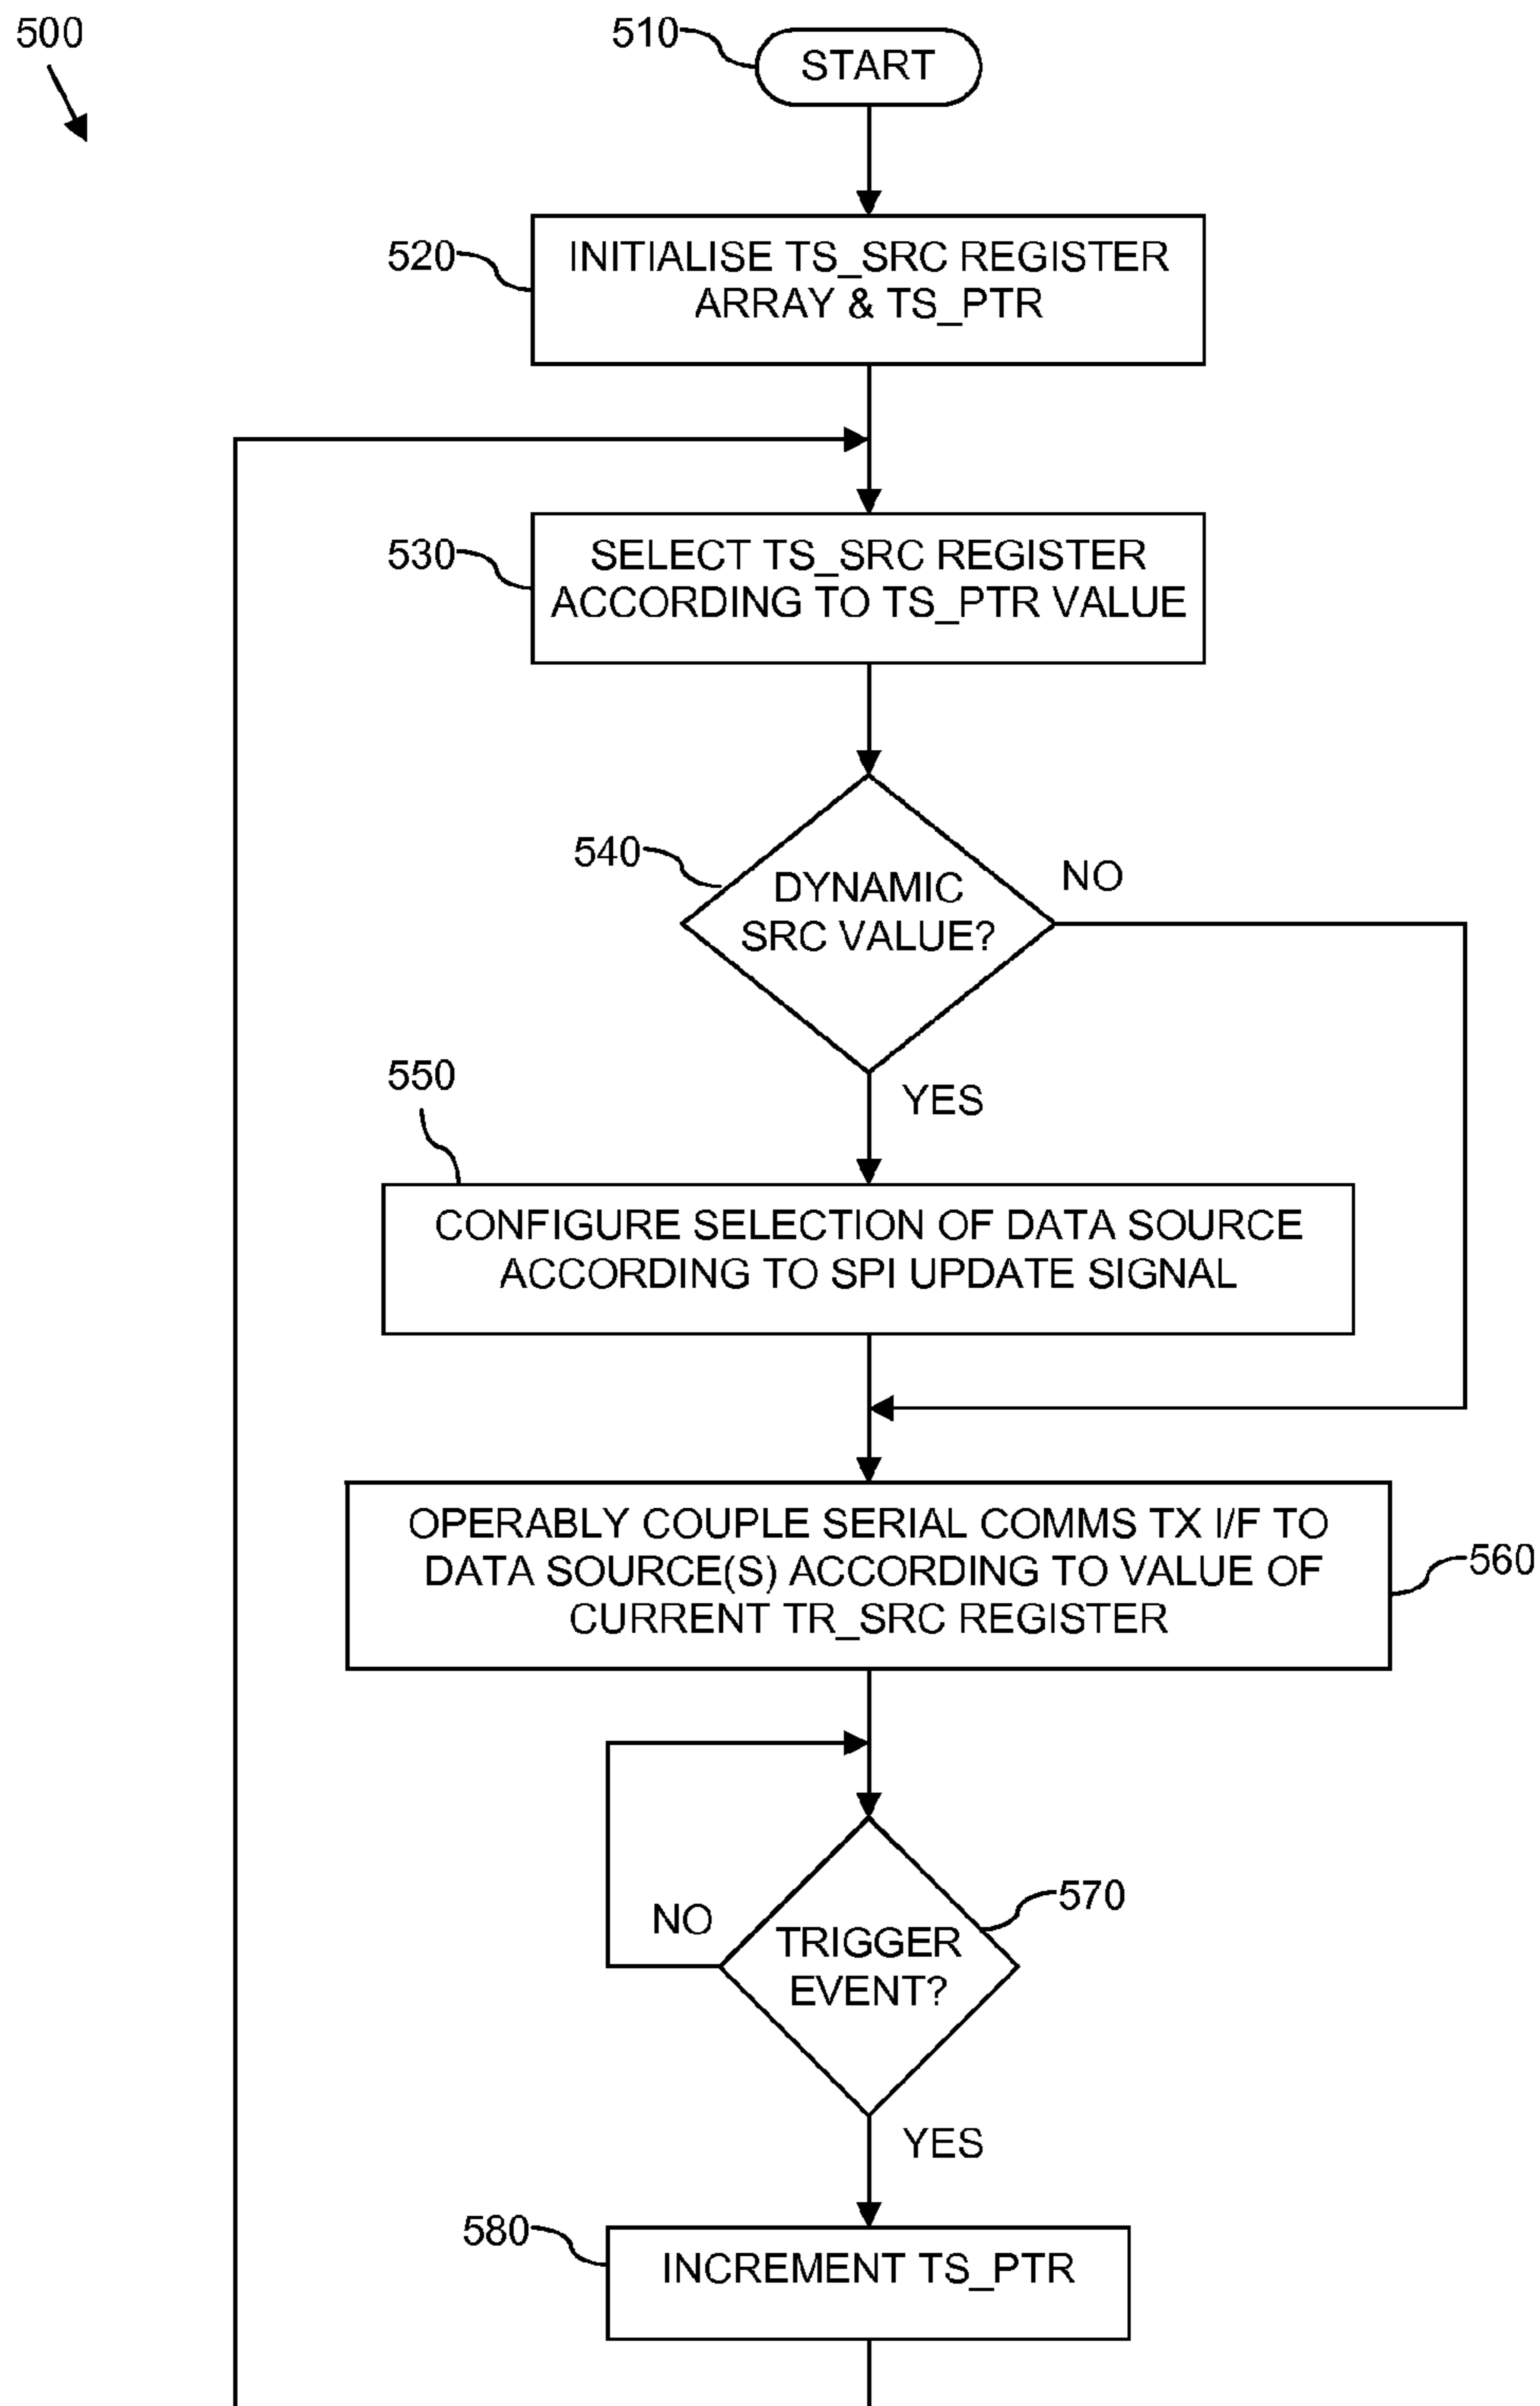 500
510
START
520
INITIALISE TS_SRC REGISTER
ARRAY & TS_PTR
530
SELECT TS_SRC REGISTER
ACCORDING TO TS_PTR VALUE
540
DYNAMIC
SRC VALUE?
NO
550
YES
CONFIGURE SELECTION OF DATA SOURCE
ACCORDING TO SPI UPDATE SIGNAL
OPERABLY COUPLE SERIAL COMMS TX I/F TO
DATA SOURCE(S) ACCORDING TO VALUE OF
CURRENT TR_SRC REGISTER
560
570
NO
TRIGGER
EVENT?
YES
580
INCREMENT TS_PTR